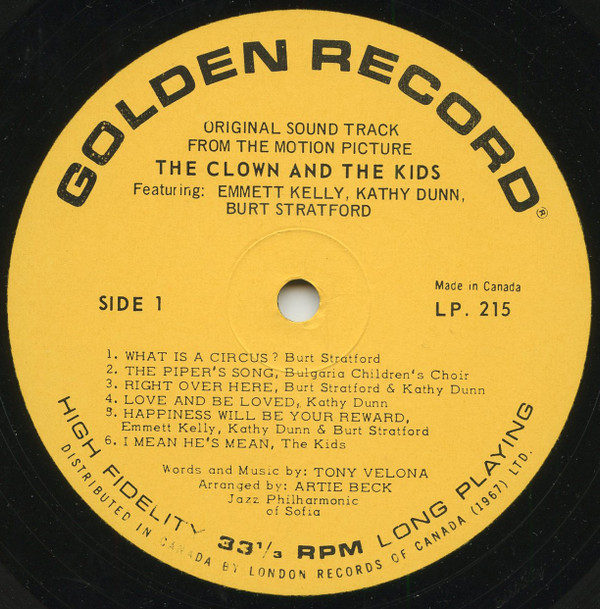 GOLDEN RECORD®
ORIGINAL SOUND TRACK
FROM THE MOTION PICTURE
THE CLOWN AND THE KIDS
Featuring: EMMETT KELLY, KATHY DUNN,
BURT STRATFORD
SIDE 1
Made in Canada
LP. 215
1. WHAT IS A CIRCUS? Burt Stratford
2. THE PIPER'S SONG, Bulgaria Children's Choir
3. RIGHT OVER HERE, Burt Stratford & Kathy Dunn
4. LOVE AND BE LOVED, Kathy Dunn
5. HAPPINESS WILL BE YOUR REWARD,
Emmett Kelly, Kathy Dunn & Burt Stratford
6. I MEAN HE'S MEAN, The Kids
Words and Music by: TONY VELONA
Arranged by: ARTIE BECK
Jazz Philharmonic
of Sofia
HIGH FIDELITY 33 1/3 RPM LONG PLAYING
DISTRIBUTED IN CANADA BY LONDON RECORDS OF CANADA (1967) LTD.